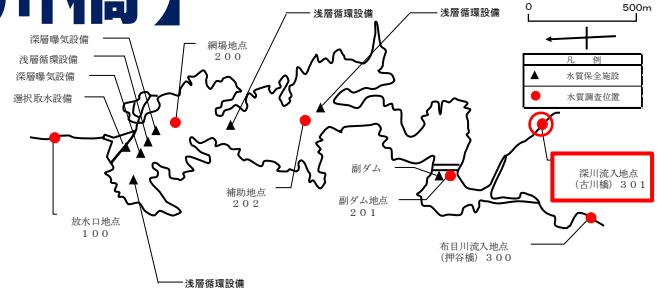 川橋】
0 500m
凡 例
▲ 水質保全施設
● 水質調査位置
浅層循環設備
浅層循環設備
深層曝気設備
浅層循環設備
深層曝気設備
選択取水設備
網場地点
200
放水口地点
100
浅層循環設備
補助地点
202
副ダム
副ダム地点
201
深川流入地点
(古川橋) 301
布目川流入地点
(押谷橋) 300